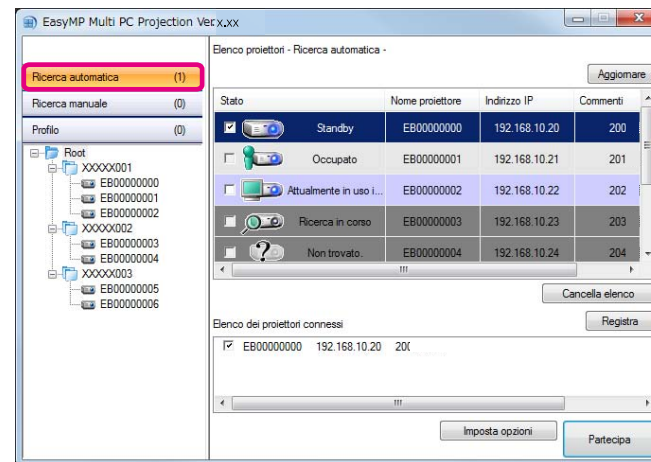 EasyMP Multi PC Projection Ver.x.xx
Elenco proiettori - Ricerca automatica -
Ricerca automatica (1)
Aggiornare
Ricerca manuale (0)
Profilo (0)
Stato Nome proiettore Indirizzo IP Commenti
Standby EB00000000 192.168.10.20 200
Occupato EB00000001 192.168.10.21 201
Attualmente in uso i... EB00000002 192.168.10.22 202
Ricerca in corso EB00000003 192.168.10.23 203
Non trovato. EB00000004 192.168.10.24 204
Root
XXXXX001
EB00000000
EB00000001
EB00000002
XXXXX002
EB00000003
EB00000004
XXXXX003
EB00000005
EB00000006
Cancella elenco
Elenco dei proiettori connessi
Registra
EB00000000 192.168.10.20 200
Imposta opzioni
Partecipa